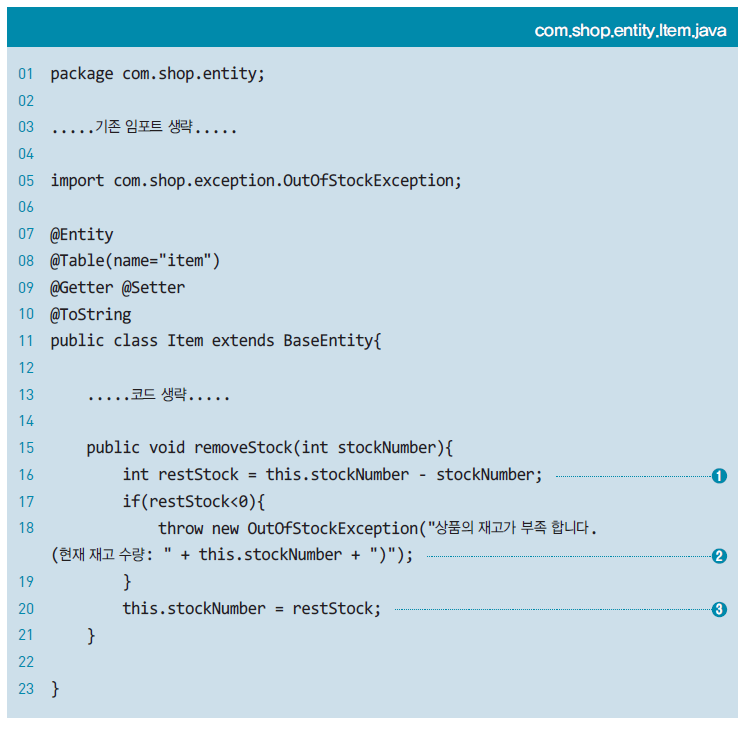 com.shop.entity.Item.java
01 package com.shop.entity;
02
03 .....기존 임포트 생략.....
04
05 import com.shop.exception.OutOfStockException;
06
07 @Entity
08 @Table(name="item")
09 @Getter @Setter
10 @ToString
11 public class Item extends BaseEntity{
12
13     .....코드 생략.....
14
15     public void removeStock(int stockNumber){
16         int restStock = this.stockNumber - stockNumber; ❶
17         if(restStock<0){
18             throw new OutOfStockException("상품의 재고가 부족 합니다.
(현재 재고 수량: " + this.stockNumber + ")"); ❷
19         }
20         this.stockNumber = restStock; ❸
21     }
22
23 }